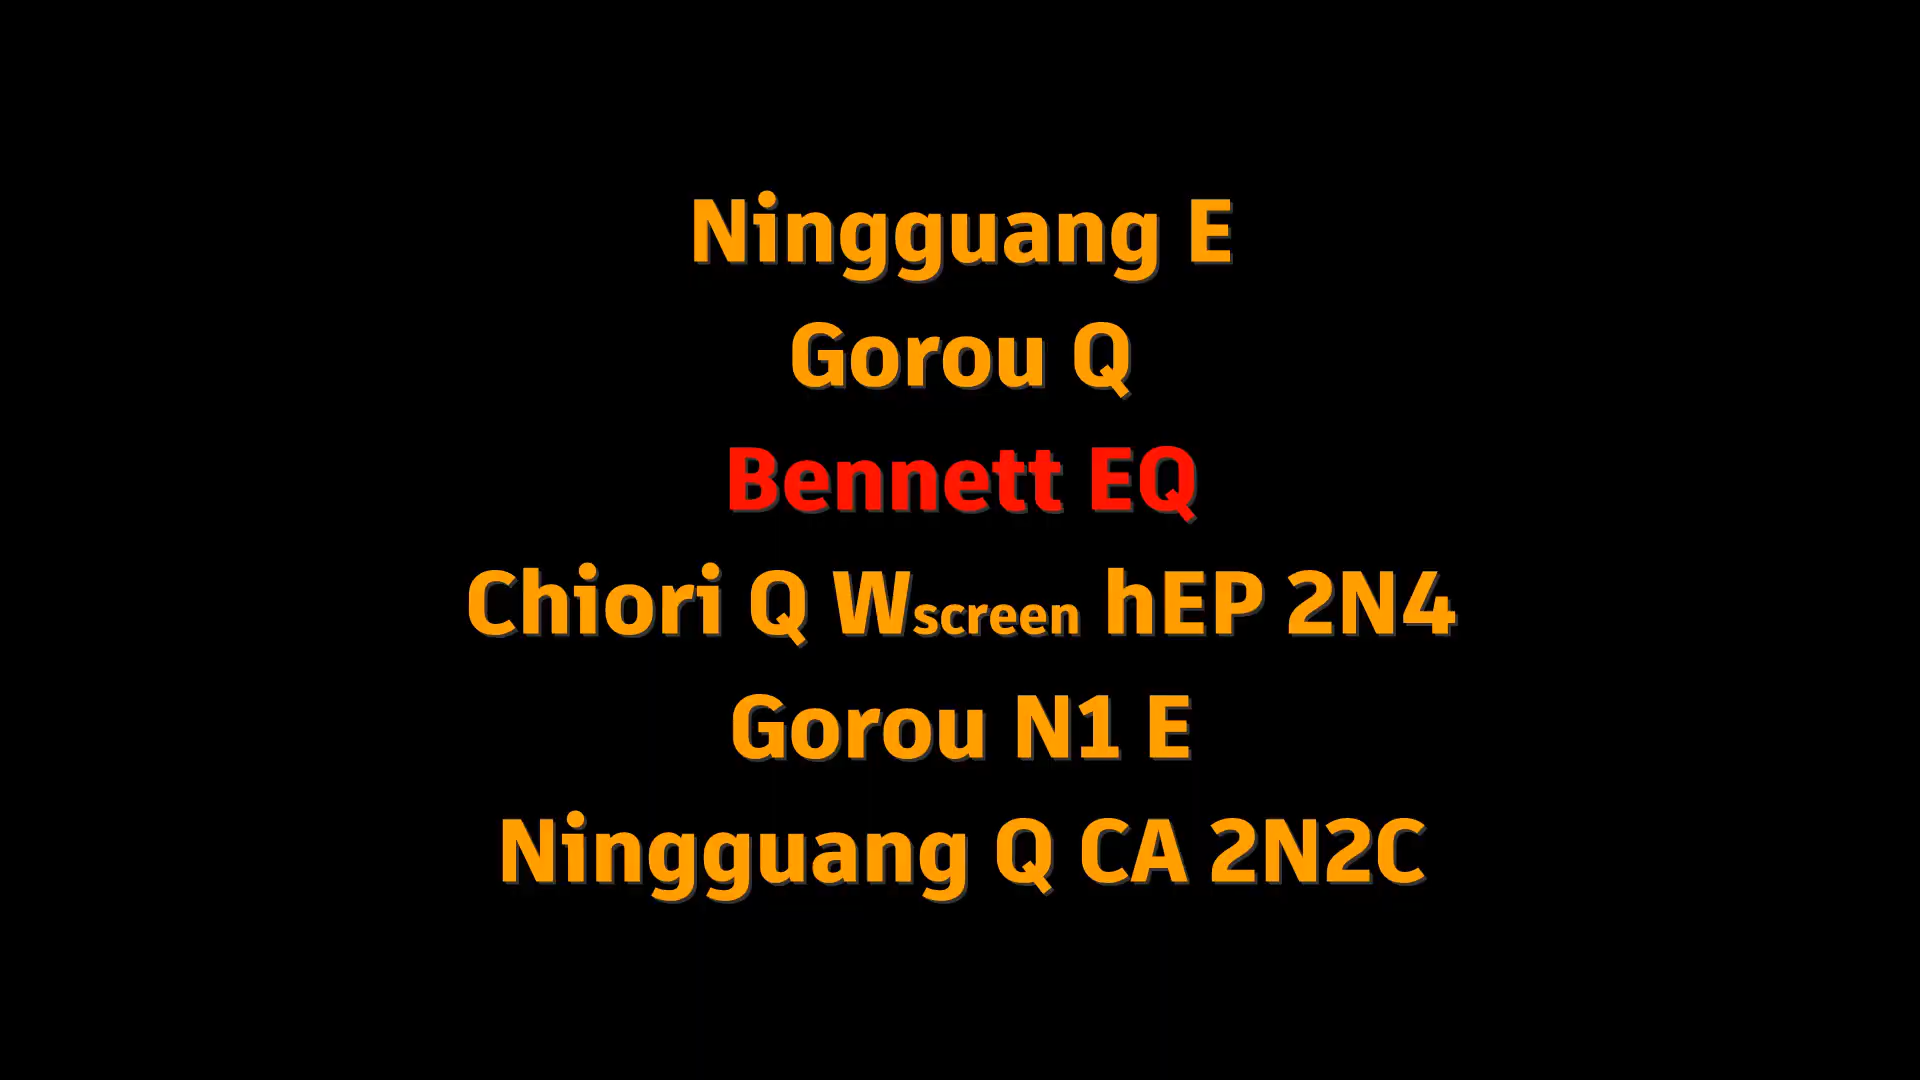 Ningguang E
Gorou Q
Bennett EQ
Chiori Q Wscreen hEP 2N4
Gorou N1 E
Ningguang Q CA 2N2C